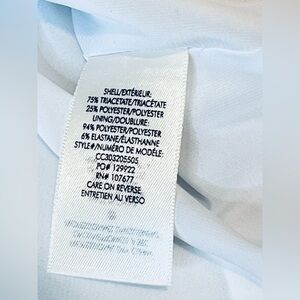 SHELL/EXTÉRIEUR:
75% TRIACETATE/TRIACÉTATE
25% POLYESTER/POLYESTER
LINING/DOUBLURE:
94% POLYESTER/POLYESTER
6% ELASTANE/ÉLASTHANNE
STYLE#/NUMÉRO DE MODÈLE:
CC303205505
PO# 129922
RN# 107677
CARE ON REVERSE
ENTRETIEN AU VERSO